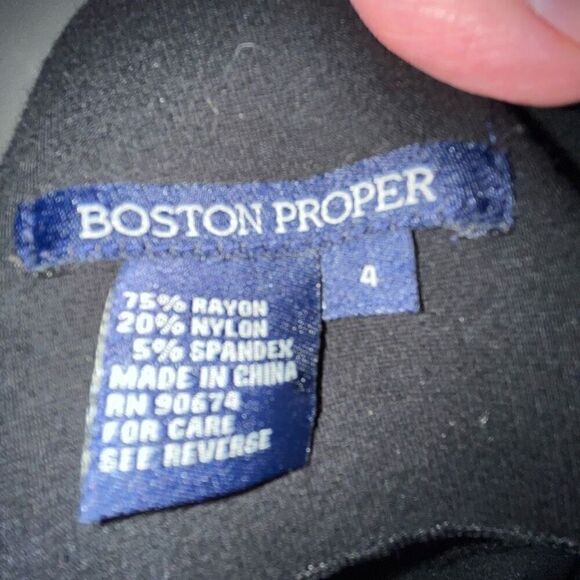 BOSTON PROPER
4
75% RAYON
20% NYLON
5% SPANDEX
MADE IN CHINA
RN 90674
FOR CARE
SEE REVERSE